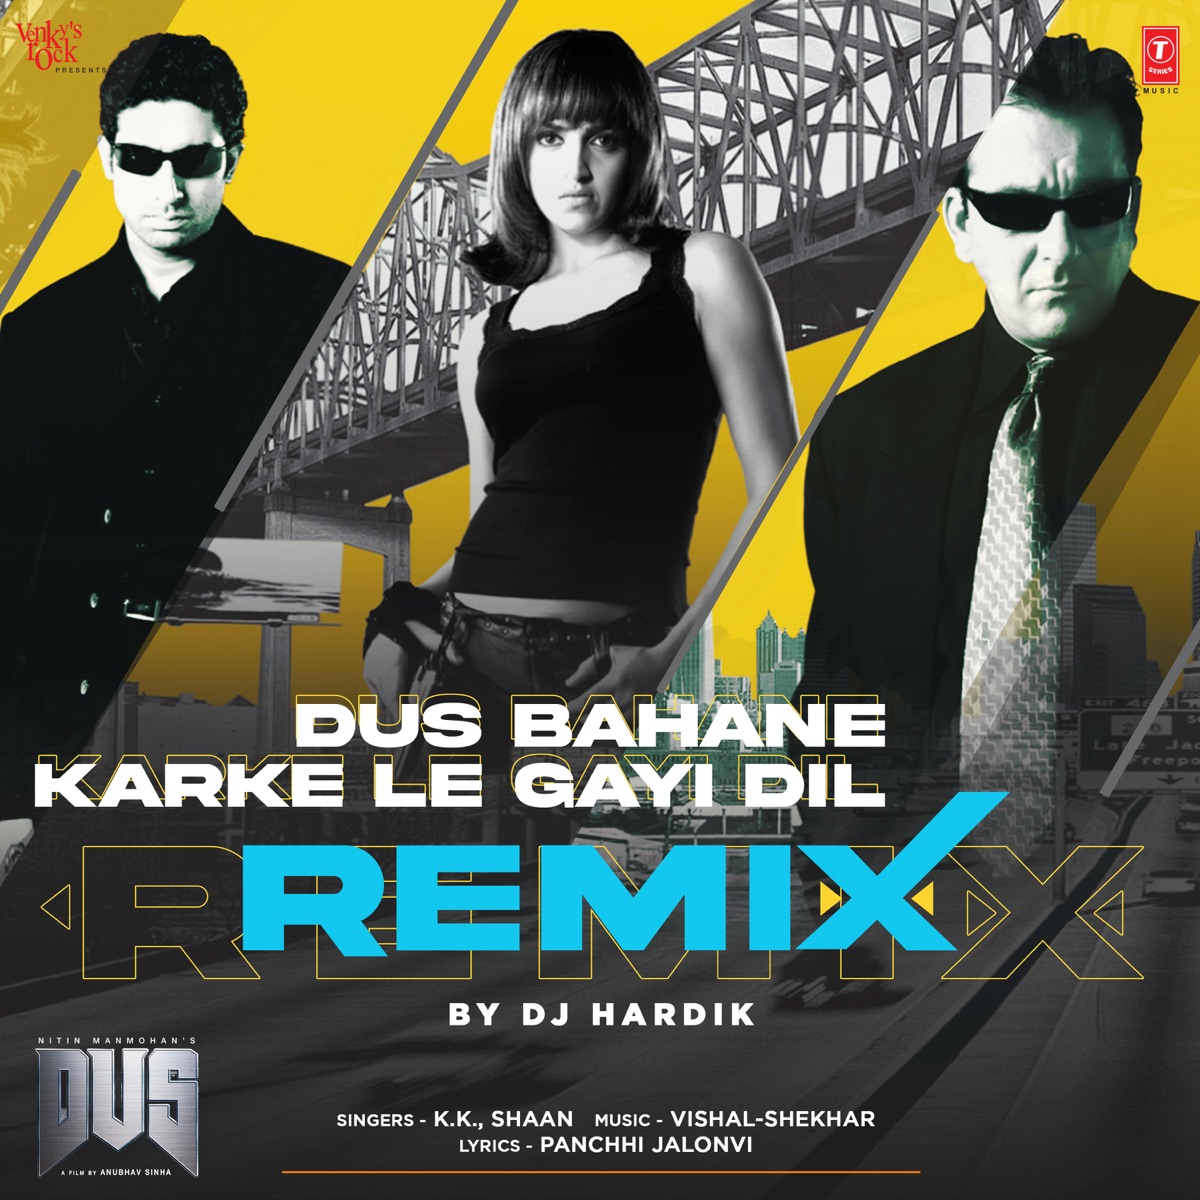 Venky's
rock
PRESENTS
T
SERIES
MUSIC
DUS BAHANE
KARKE LE GAYI DIL
REMIX
BY DJ HARDIK
NITIN MANMOHAN'S
DUS
A FILM BY ANUBHAV SINHA
SINGERS - K.K., SHAAN MUSIC - VISHAL-SHEKHAR
LYRICS - PANCHHI JALONVI
EXIT